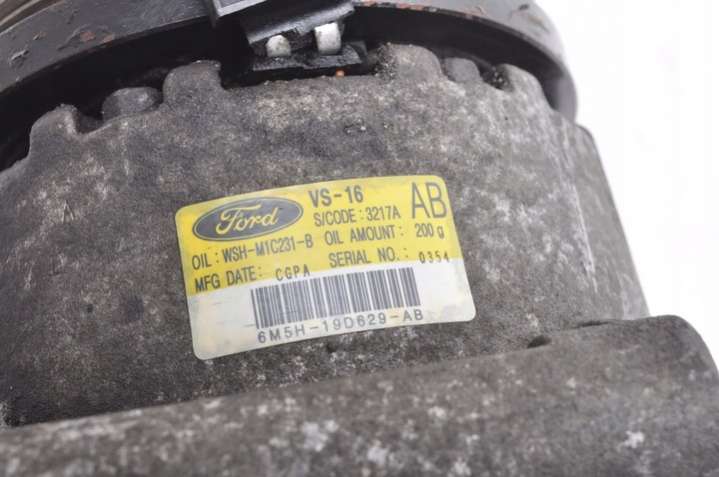 Ford VS-16 AB
S/CODE : 3217A
OIL : WSH-M1C231-B OIL AMOUNT : 200 g
MFG DATE : CGPA SERIAL NO. : 0354
6M5H-19D629-AB